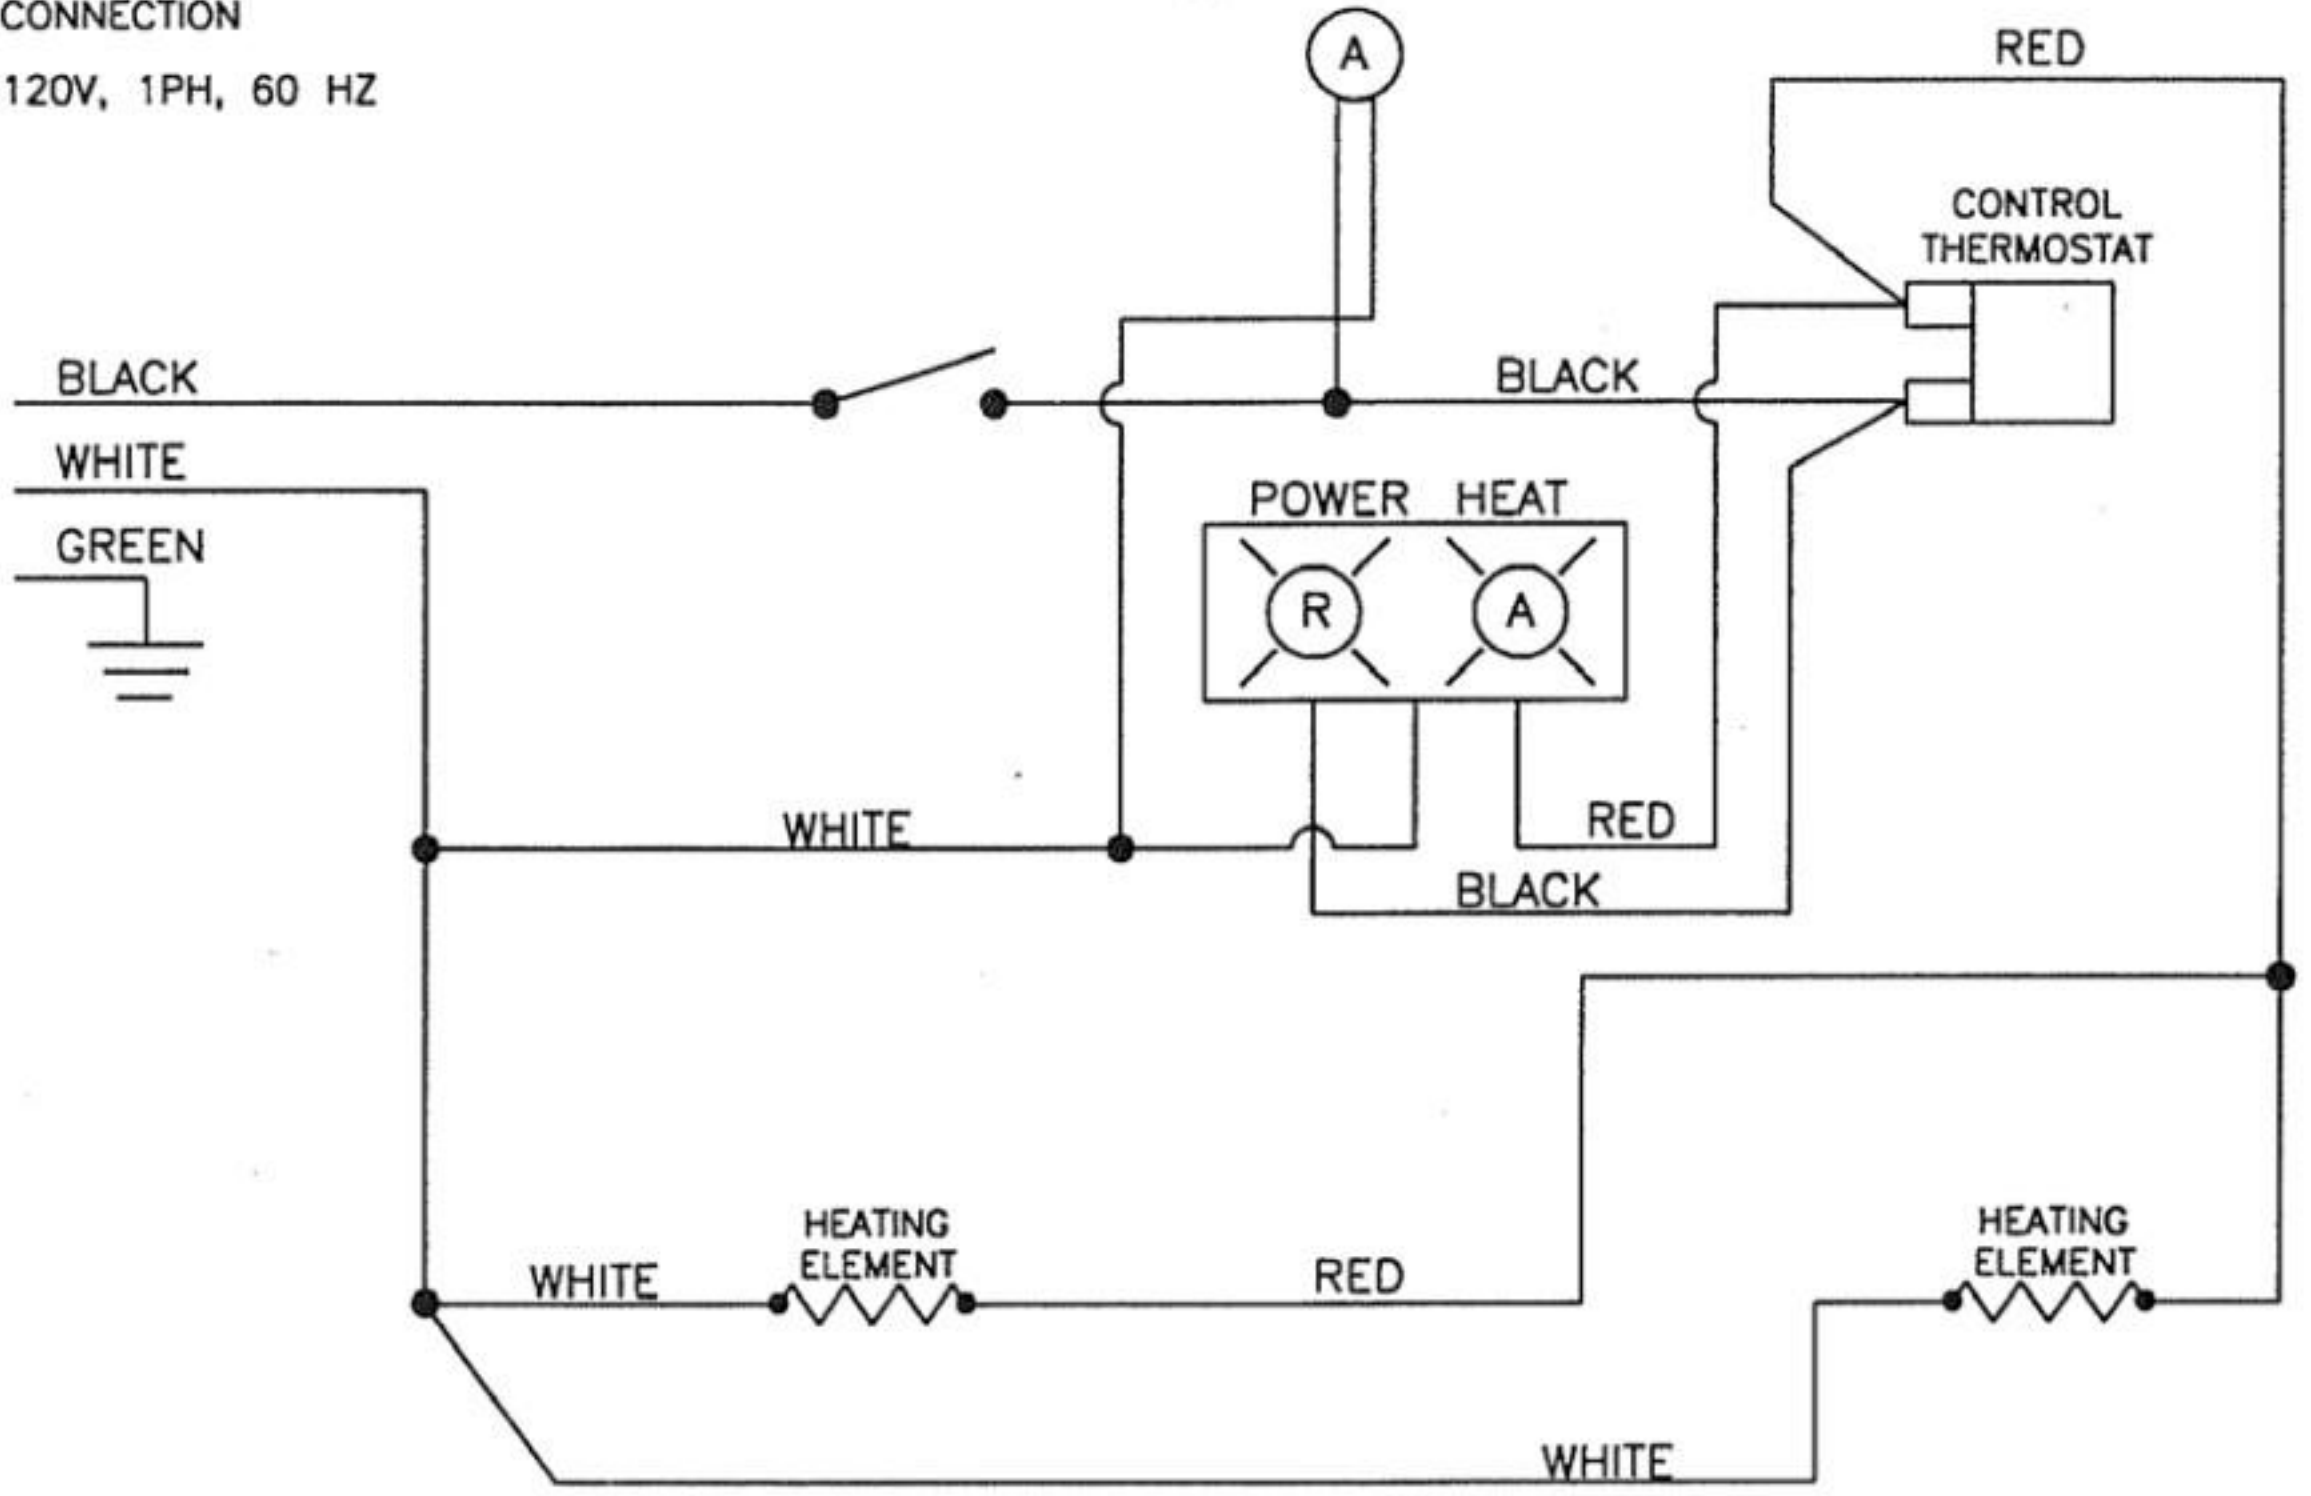 CONNECTION
120V, 1PH, 60 HZ
A
RED
CONTROL
THERMOSTAT
BLACK
BLACK
WHITE
GREEN
POWER HEAT
R A
WHITE
RED
BLACK
HEATING
ELEMENT
WHITE
RED
HEATING
ELEMENT
WHITE